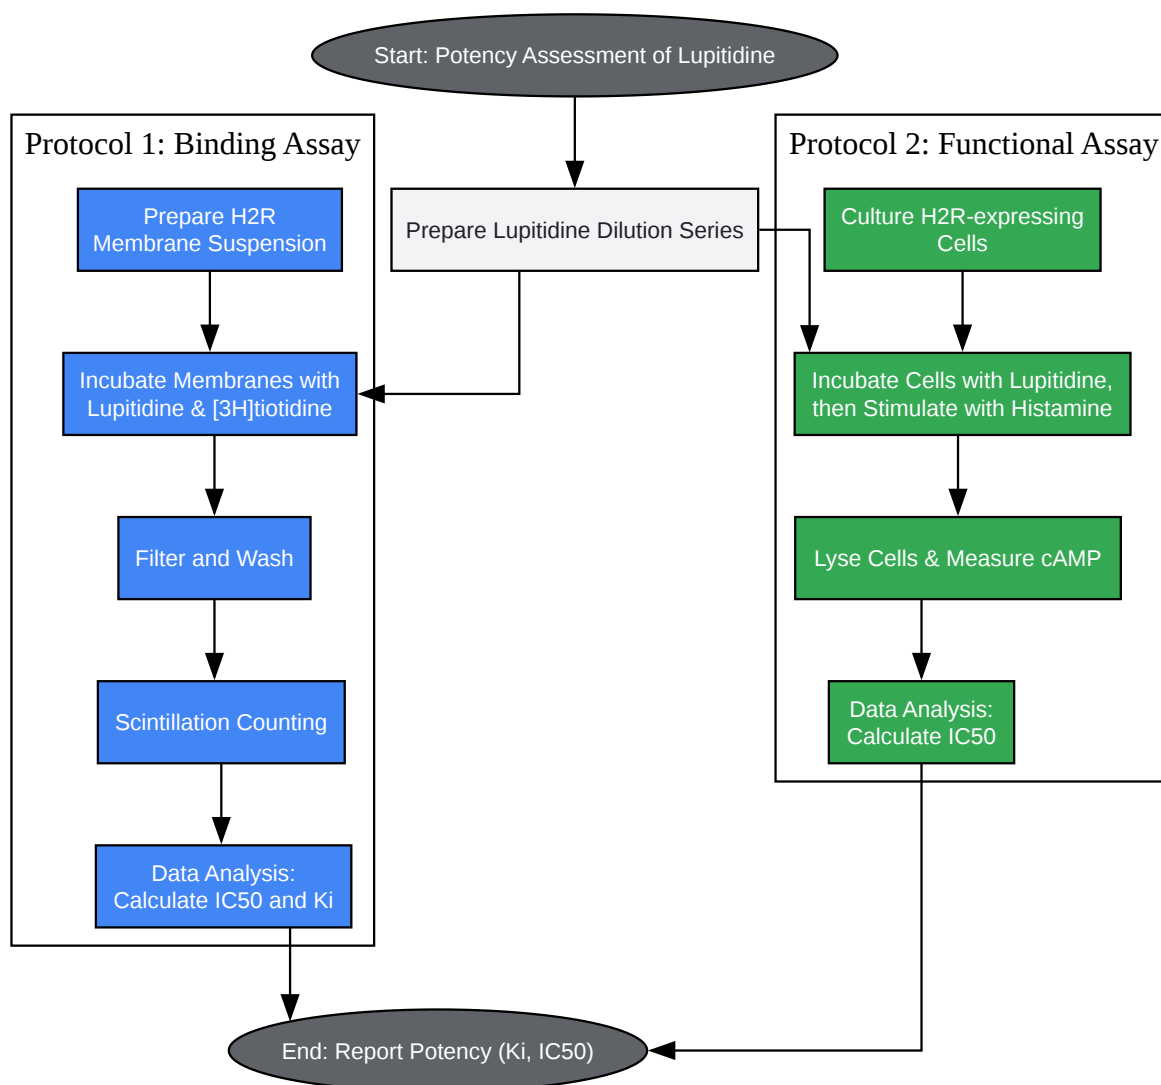 Start: Potency Assessment of Lupitidine
Protocol 1: Binding Assay
Prepare H2R
Membrane Suspension
Incubate Membranes with
Lupitidine & [3H]tiotidine
Filter and Wash
Scintillation Counting
Data Analysis:
Calculate IC50 and Ki
Prepare Lupitidine Dilution Series
Protocol 2: Functional Assay
Culture H2R-expressing
Cells
Incubate Cells with Lupitidine,
then Stimulate with Histamine
Lyse Cells & Measure cAMP
Data Analysis:
Calculate IC50
End: Report Potency (Ki, IC50)